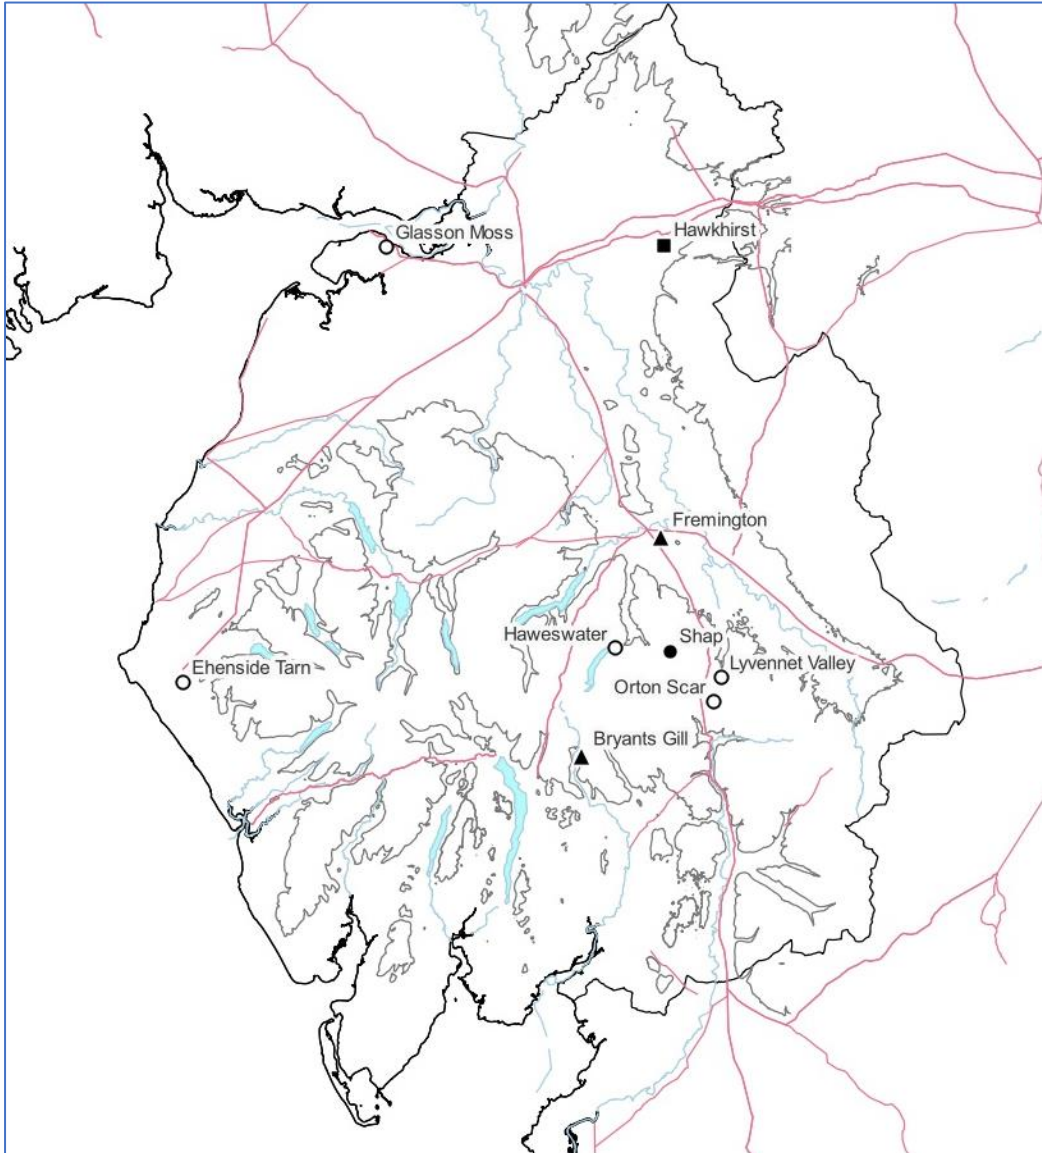 Glasson Moss
Hawkhirst
Fremington
Haweswater
Shap
Ehenside Tarn
Lyvennet Valley
Orton Scar
Bryants Gill